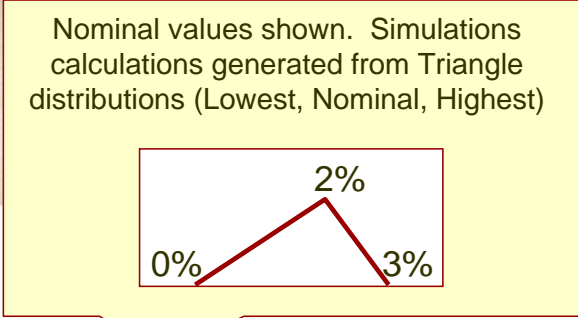 Nominal values shown.  Simulations
calculations generated from Triangle
distributions (Lowest, Nominal, Highest)
2%
0%
3%